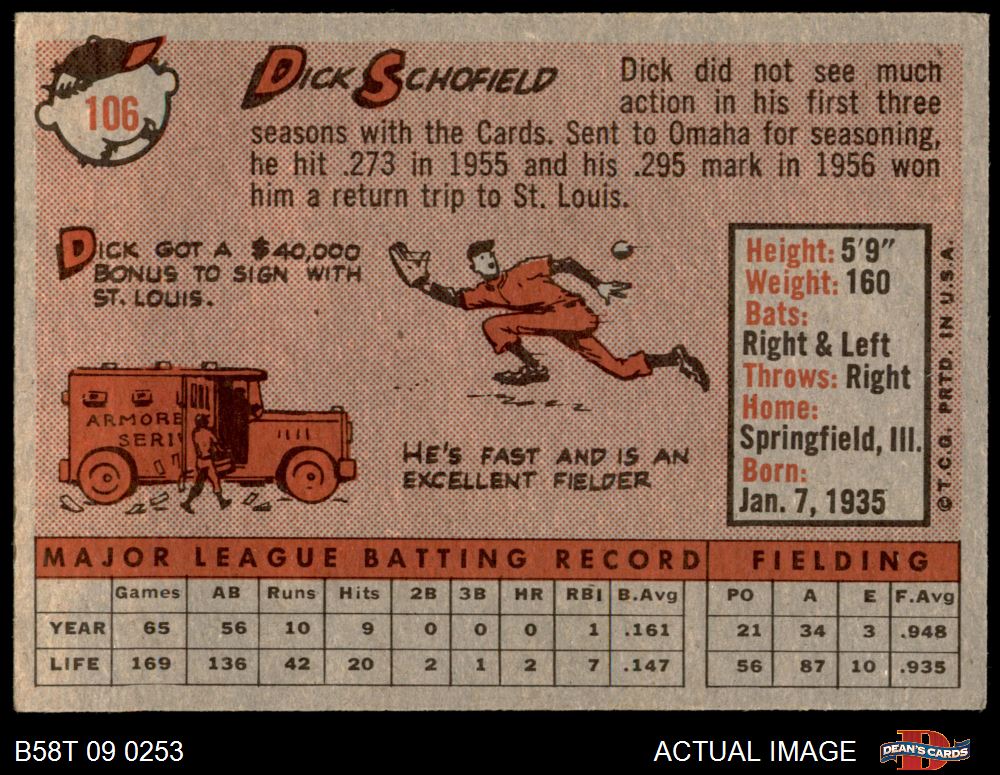 106
DICK SCHOFIELD
Dick did not see much
action in his first three
seasons with the Cards. Sent to Omaha for seasoning,
he hit .273 in 1955 and his .295 mark in 1956 won
him a return trip to St. Louis.
DICK GOT A $40,000
BONUS TO SIGN WITH
ST. LOUIS.
ARMORE
SERI
HE'S FAST AND IS AN
EXCELLENT FIELDER
Height: 5'9"
Weight: 160
Bats:
Right & Left
Throws: Right
Home:
Springfield, Ill.
Born:
Jan. 7, 1935
© T.C.G. PRTD. IN U.S.A.
MAJOR LEAGUE BATTING RECORD FIELDING
Games AB Runs Hits 2B 3B HR RBI B.Avg PO A E F.Avg
YEAR 65 56 10 9 0 0 0 1 .161 21 34 3 .948
LIFE 169 136 42 20 2 1 2 7 .147 56 87 10 .935
B58T 09 0253 ACTUAL IMAGE DEAN'S CARDS